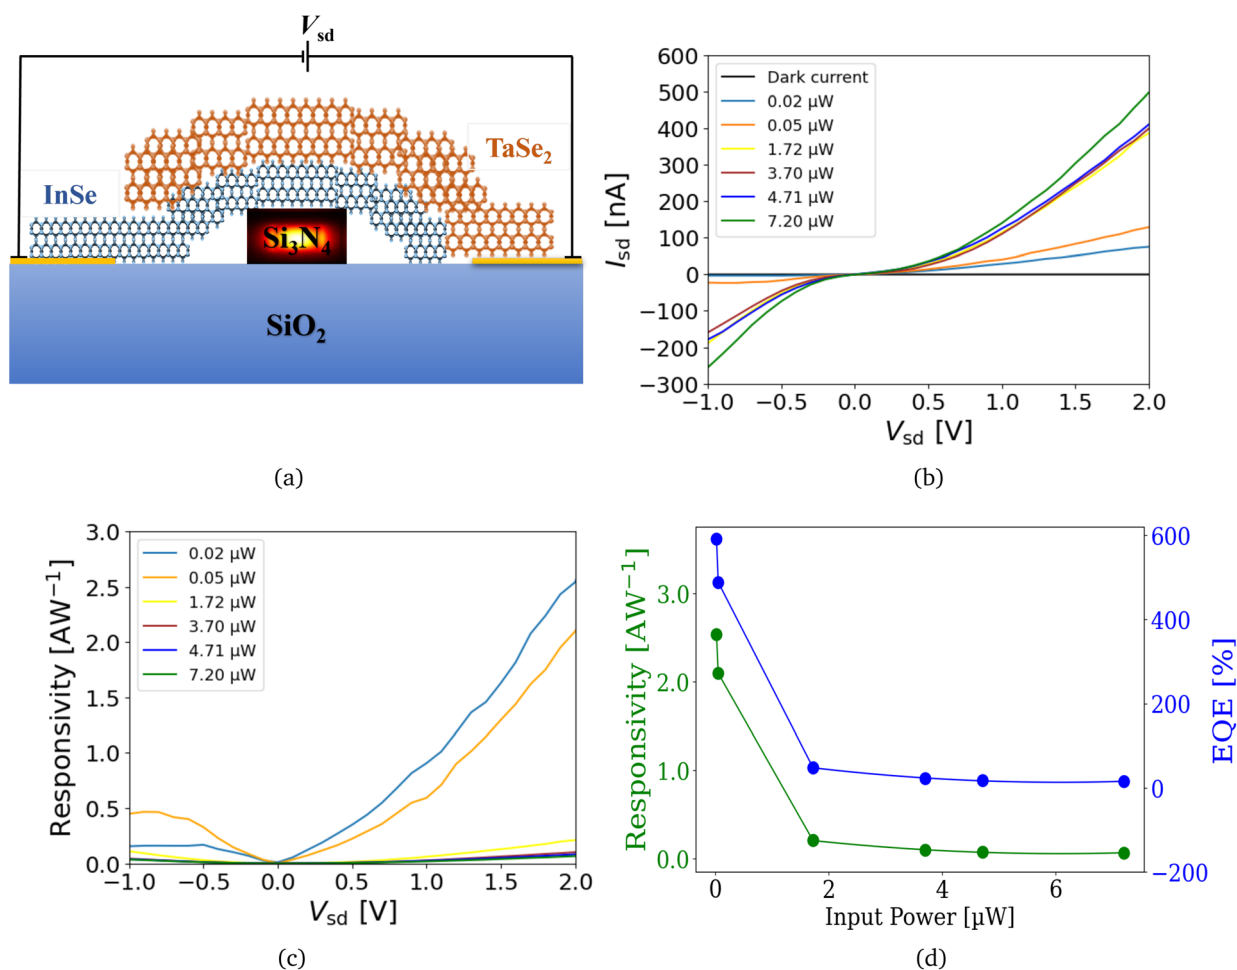 Vsd
TaSe2
InSe
Si3N4
SiO2
(a)
600
500
400
300
200
100
0
−100
−200
−300
Isd [nA]
Dark current
0.02 μW
0.05 μW
1.72 μW
3.70 μW
4.71 μW
7.20 μW
−1.0 −0.5 0.0 0.5 1.0 1.5 2.0
Vsd [V]
(b)
3.0
2.5
2.0
1.5
1.0
0.5
0.0
Responsivity [AW−1]
0.02 μW
0.05 μW
1.72 μW
3.70 μW
4.71 μW
7.20 μW
−1.0 −0.5 0.0 0.5 1.0 1.5 2.0
Vsd [V]
(c)
Responsivity [AW−1]
3.0
2.0
1.0
0.0
600
400
200
0
−200
EQE [%]
0 2 4 6
Input Power [μW]
(d)